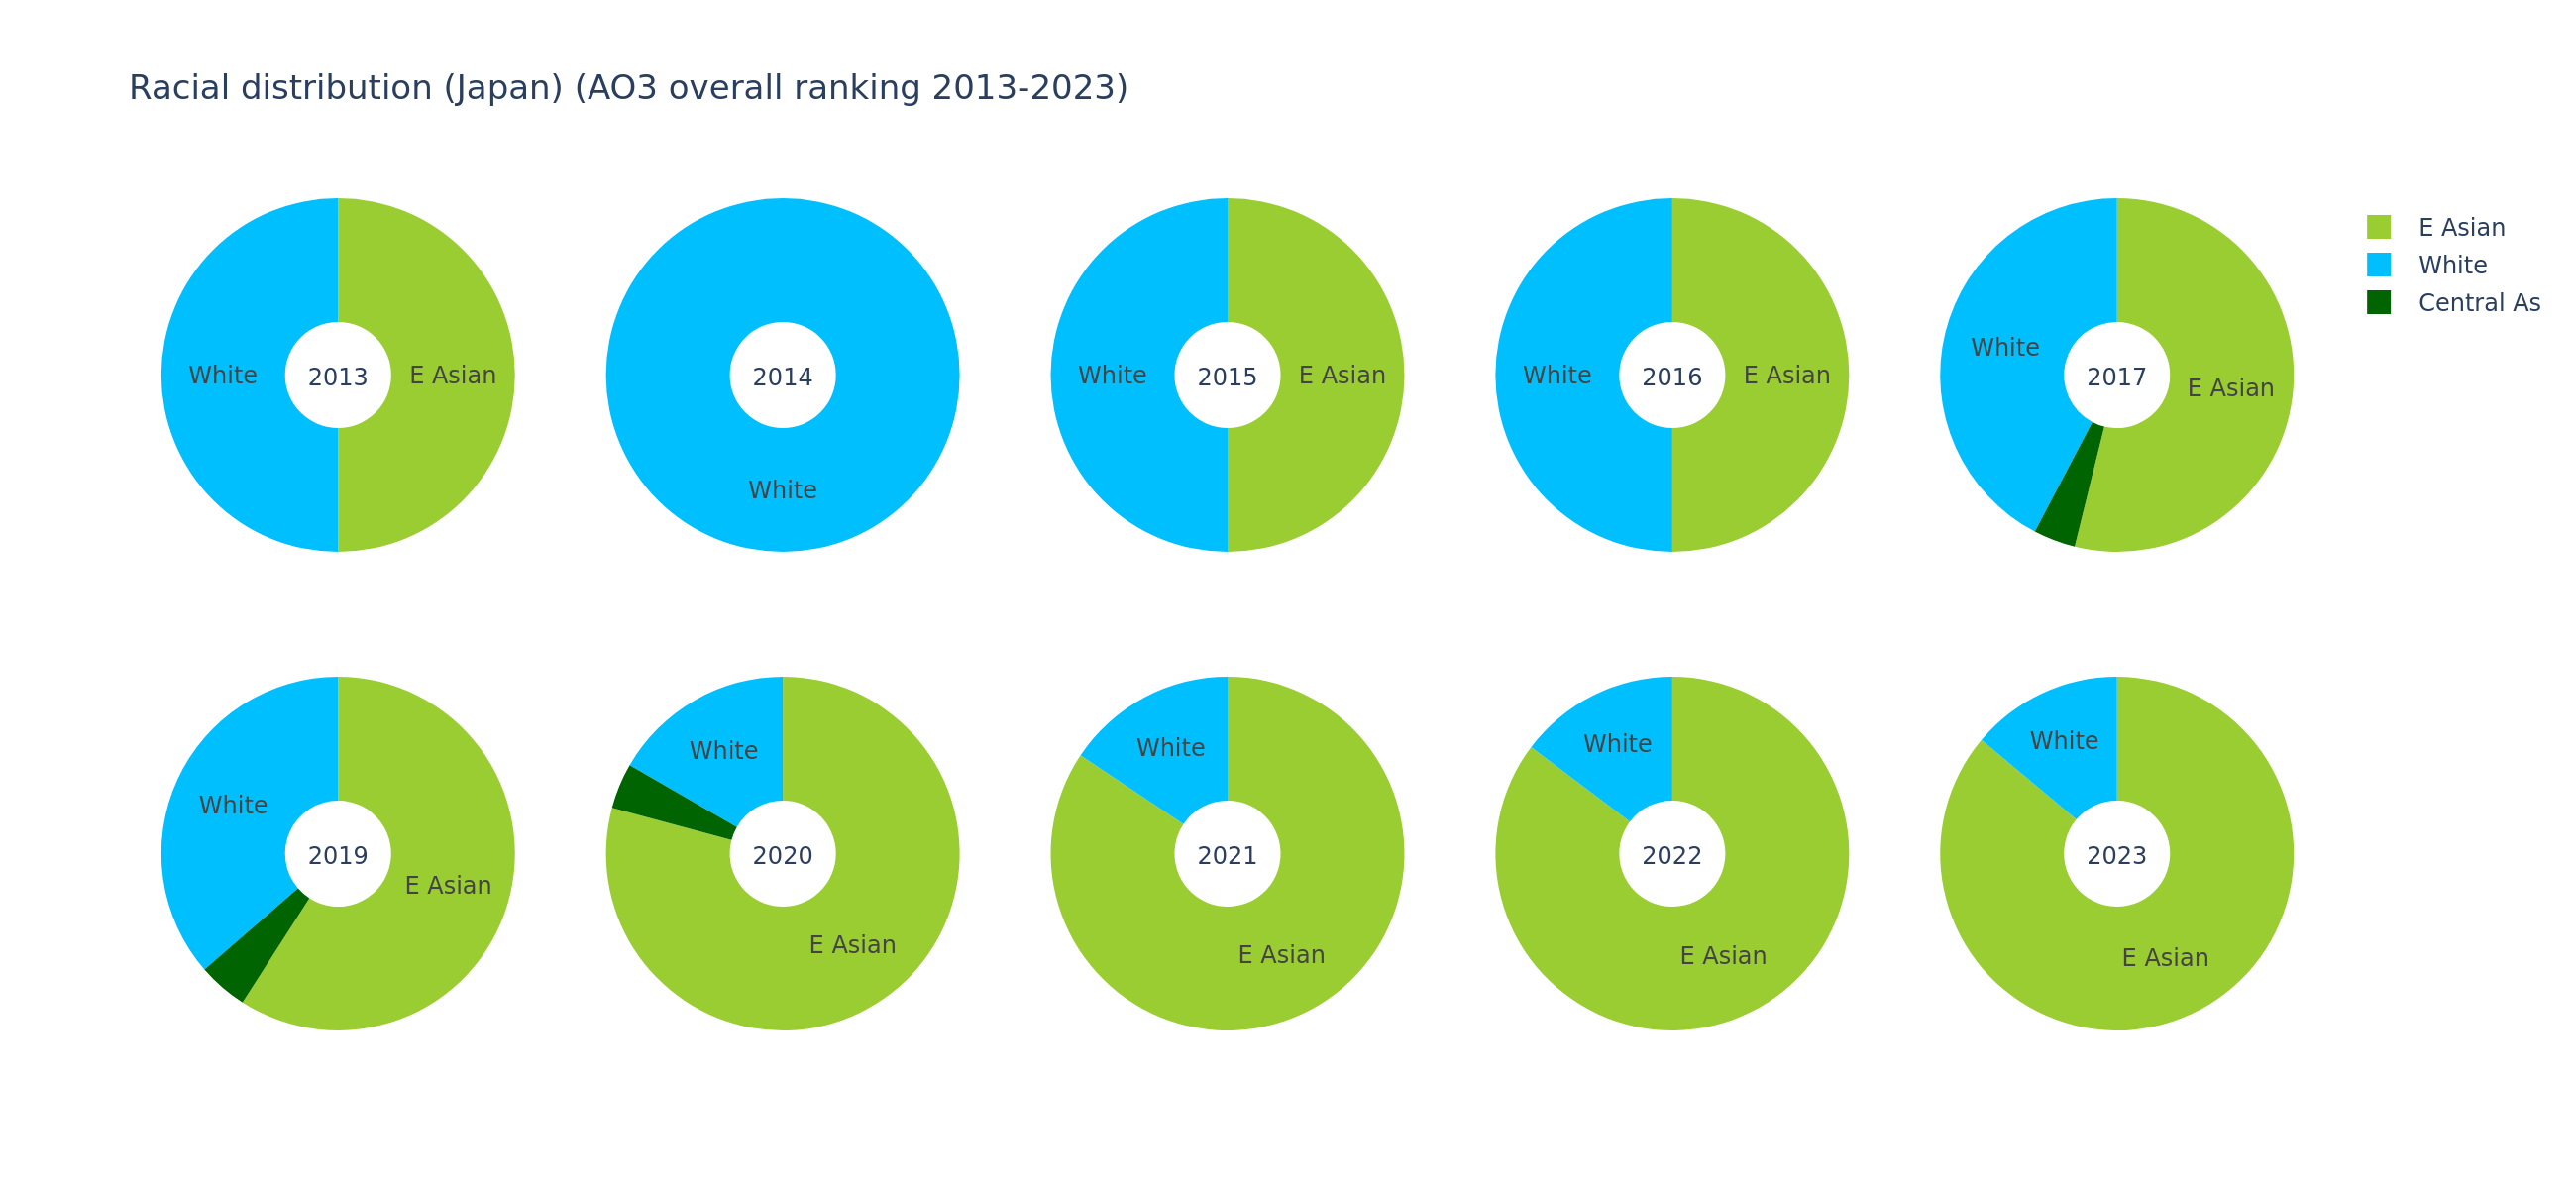 Racial distribution (Japan) (AO3 overall ranking 2013-2023)
White
2013
E Asian
2014
White
White
2015
E Asian
White
2016
E Asian
White
2017
E Asian
E Asian
White
Central As
White
2019
E Asian
White
2020
E Asian
White
2021
E Asian
White
2022
E Asian
White
2023
E Asian